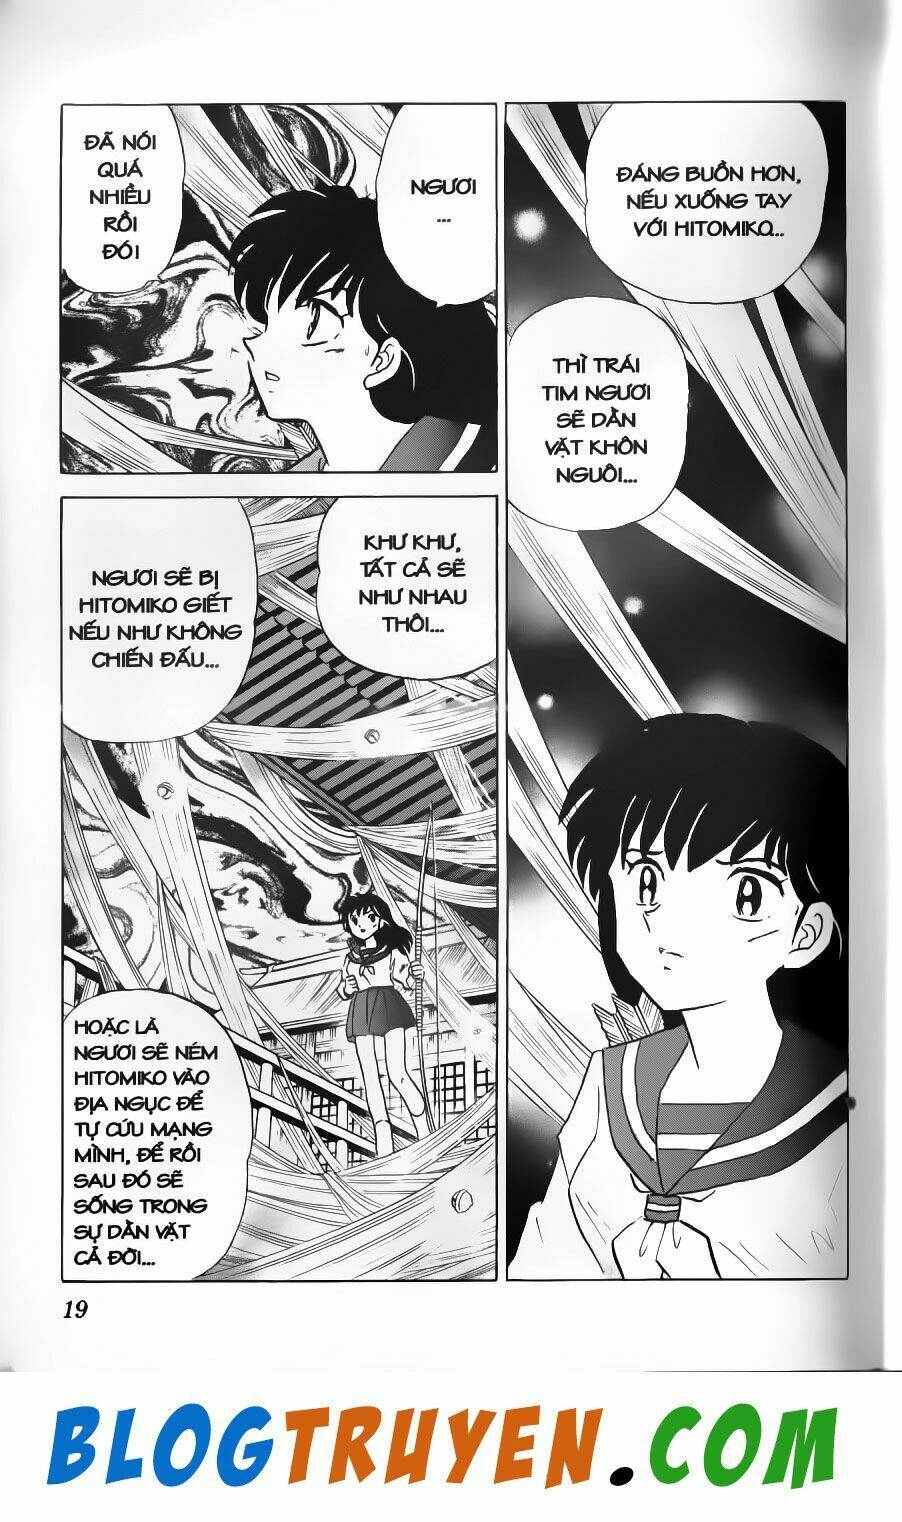 ĐÁNG BUỒN HƠN,
NẾU XUỐNG TAY
VỚI HITOMIKO...
THÌ TRÁI
TIM NGƯƠI
SẼ DẰN
VẶT KHÔN
NGUÔI...
NGƯƠI
...
ĐÃ NÓI
QUÁ
NHIỀU
RỒI
ĐÓ!
KHƯ KHƯ,
TẤT CẢ SẼ
NHƯ NHAU
THÔI...
NGƯƠI SẼ BỊ
HITOMIKO GIẾT
NẾU NHƯ KHÔNG
CHIẾN ĐẤU...
HOẶC LÀ
NGƯƠI SẼ NÉM
HITOMIKO VÀO
ĐỊA NGỤC ĐỂ
TỰ CỨU MẠNG
MÌNH, ĐỂ RỒI
SAU ĐÓ SẼ
SỐNG TRONG
SỰ DẰN VẶT
CẢ ĐỜI...
19
BLOGTRUYEN.COM